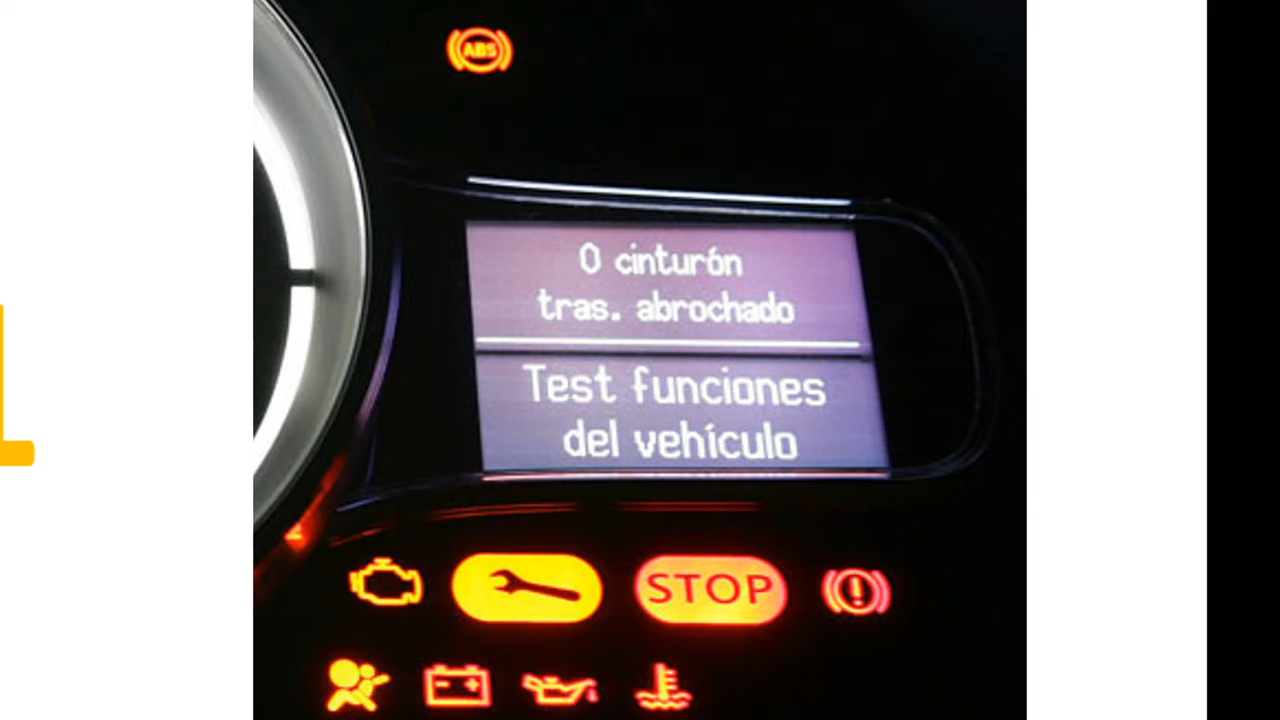 ABS
0 cinturón
tras. abrochado
Test funciones
del vehículo
STOP